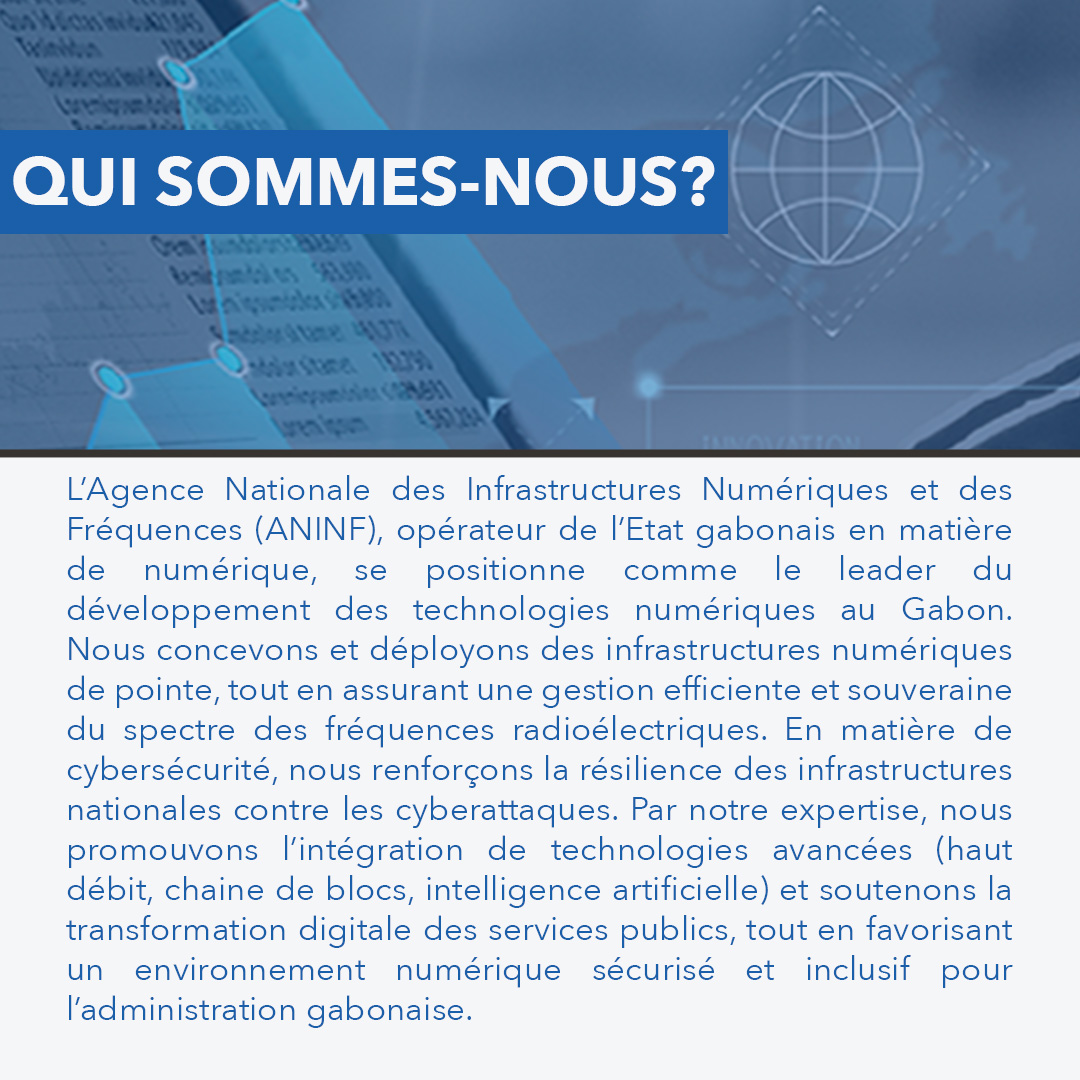 QUI SOMMES-NOUS?
INNOVATION
L’Agence Nationale des Infrastructures Numériques et des
Fréquences (ANINF), opérateur de l’Etat gabonais en matière
de numérique, se positionne comme le leader du
développement des technologies numériques au Gabon.
Nous concevons et déployons des infrastructures numériques
de pointe, tout en assurant une gestion efficiente et souveraine
du spectre des fréquences radioélectriques. En matière de
cybersécurité, nous renforçons la résilience des infrastructures
nationales contre les cyberattaques. Par notre expertise, nous
promouvons l’intégration de technologies avancées (haut
débit, chaine de blocs, intelligence artificielle) et soutenons la
transformation digitale des services publics, tout en favorisant
un environnement numérique sécurisé et inclusif pour
l’administration gabonaise.